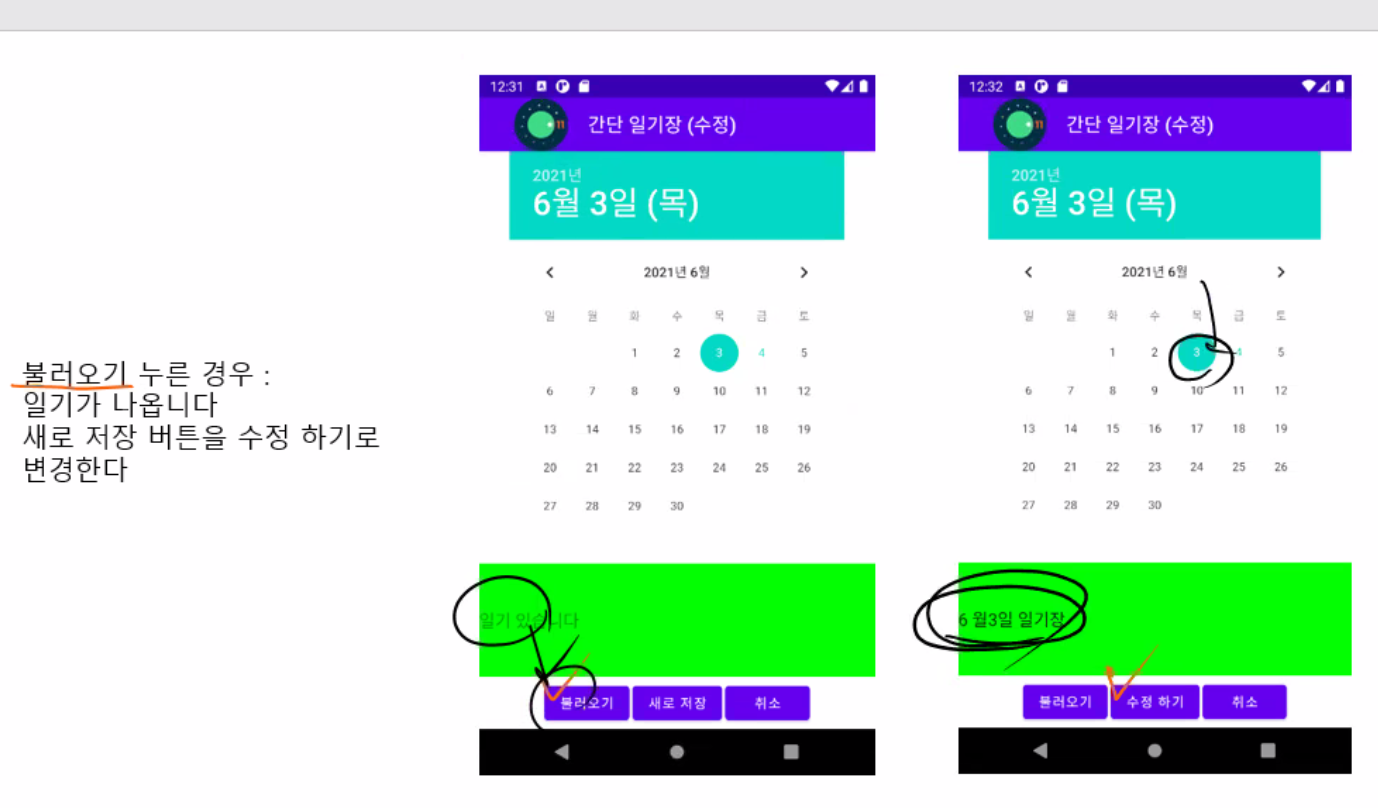 불러오기 누른 경우 :
일기가 나옵니다
새로 저장 버튼을 수정 하기로
변경한다
12:31
간단 일기장 (수정)
2021년
6월 3일 (목)
2021년 6월
일 월 화 수 목 금 토
1 2 3 4 5
6 7 8 9 10 11 12
13 14 15 16 17 18 19
20 21 22 23 24 25 26
27 28 29 30
일기 있습니다
불러오기 새로 저장 취소
12:32
간단 일기장 (수정)
2021년
6월 3일 (목)
2021년 6월
일 월 화 수 목 금 토
1 2 3 4 5
6 7 8 9 10 11 12
13 14 15 16 17 18 19
20 21 22 23 24 25 26
27 28 29 30
6 월3일 일기장
불러오기 수정 하기 취소